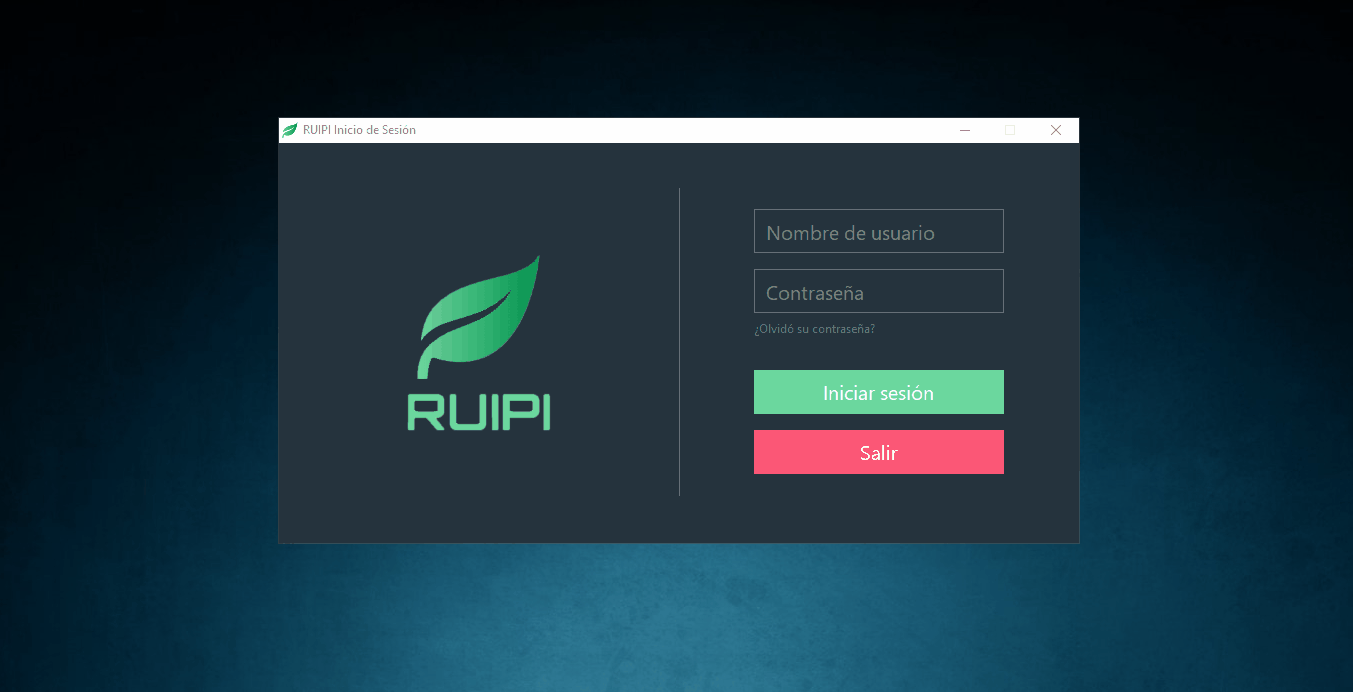 RUIPI Inicio de Sesión
RUIPI
Nombre de usuario
Contraseña
¿Olvidó su contraseña?
Iniciar sesión
Salir